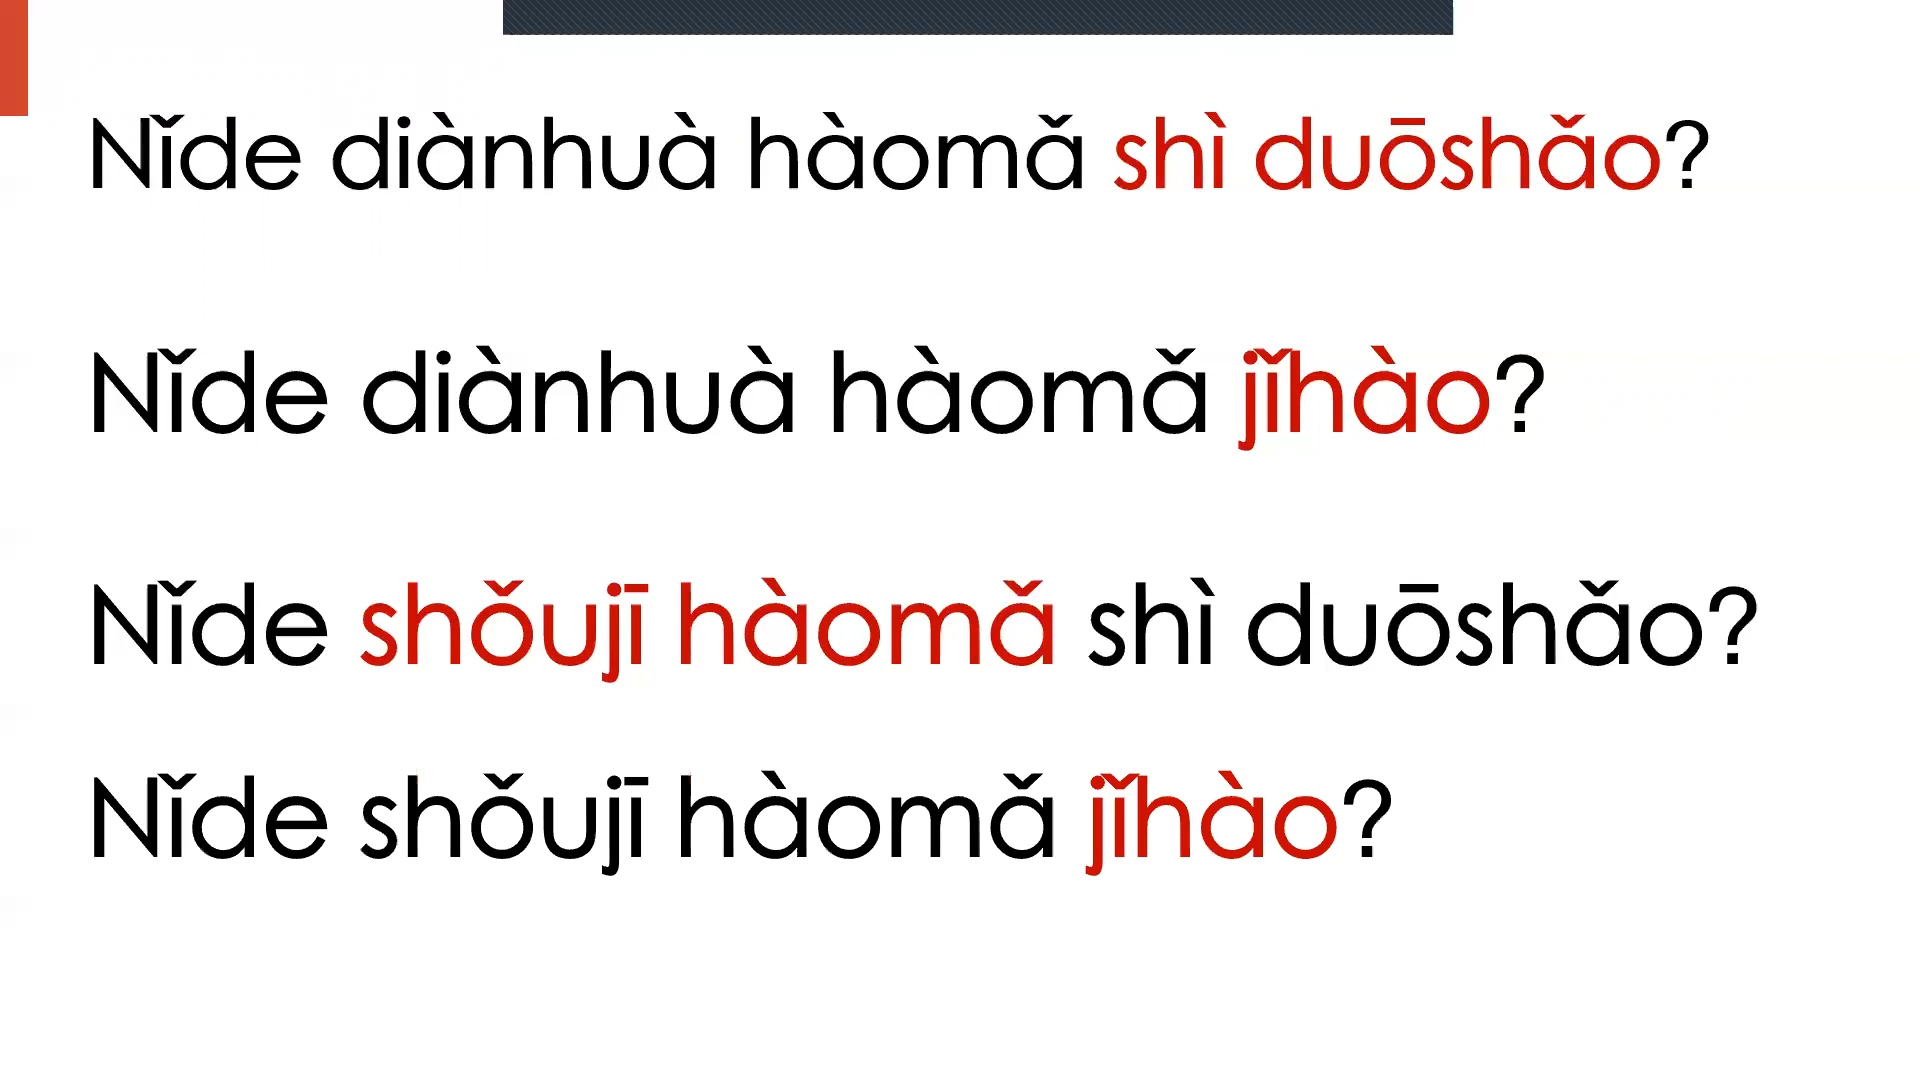 Nǐde diànhuà hàomǎ shì duōshǎo?
Nǐde diànhuà hàomǎ jǐhào?
Nǐde shǒujī hàomǎ shì duōshǎo?
Nǐde shǒujī hàomǎ jǐhào?